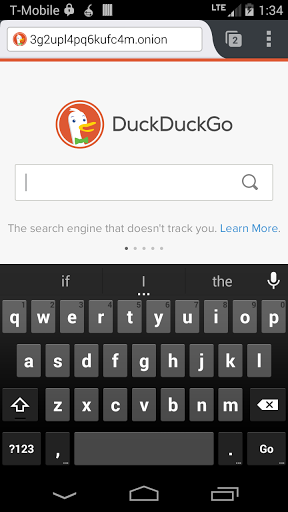 T-Mobile LTE 1:34
3g2upl4pq6kufc4m.onion 2
DuckDuckGo
The search engine that doesn't track you. Learn More.
if I the
...
q w e r t y u i o p
a s d f g h j k l
z x c v b n m
?123 , . Go